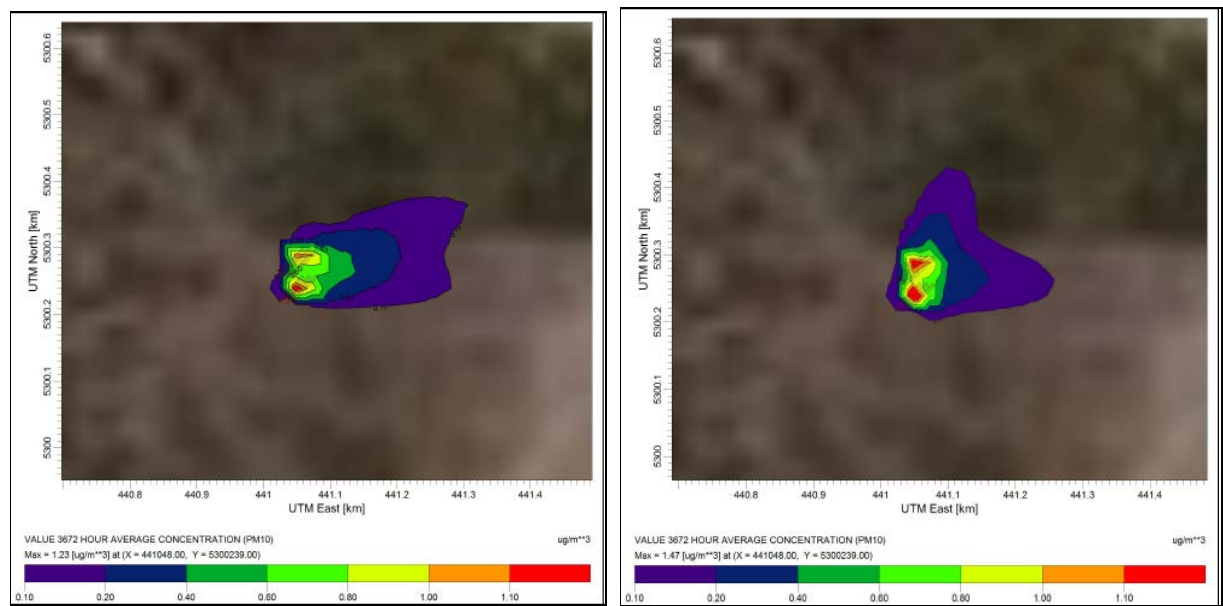 5300.6
5300.5
5300.4
5300.3
5300.2
5300.1
5300
UTM North [km]
440.8 440.9 441 441.1 441.2 441.3 441.4
UTM East [km]
VALUE 3672 HOUR AVERAGE CONCENTRATION (PM10) ug/m**3
Max = 1.23 [ug/m**3] at (X = 441048.00, Y = 5300239.00)
0.10 0.20 0.40 0.60 0.80 1.00 1.10
5300.6
5300.5
5300.4
5300.3
5300.2
5300.1
5300
UTM North [km]
440.8 440.9 441 441.1 441.2 441.3 441.4
UTM East [km]
VALUE 3672 HOUR AVERAGE CONCENTRATION (PM10) ug/m**3
Max = 1.47 [ug/m**3] at (X = 441048.00, Y = 5300239.00)
0.10 0.20 0.40 0.60 0.80 1.00 1.10